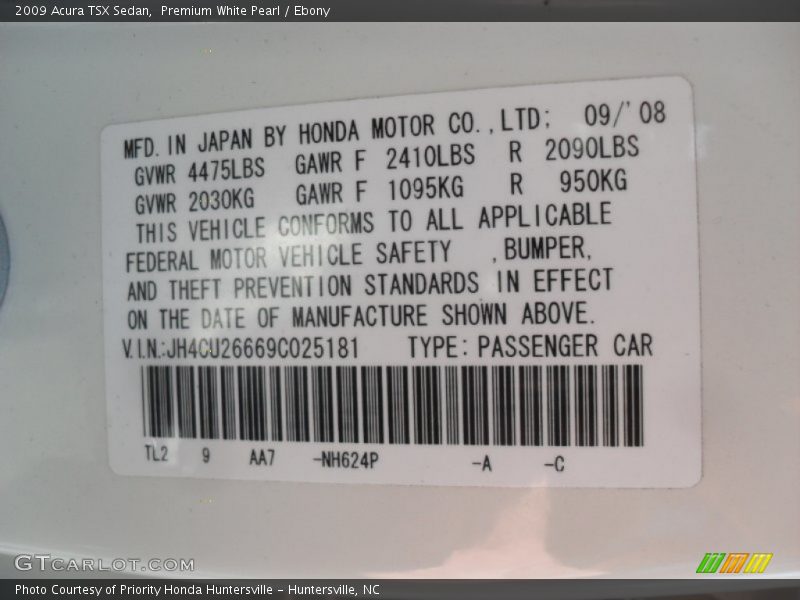 2009 Acura TSX Sedan,  Premium White Pearl / Ebony
MFD. IN JAPAN BY HONDA MOTOR CO.,LTD; 09/'08
GVWR 4475LBS GAWR F 2410LBS R 2090LBS
GVWR 2030KG GAWR F 1095KG R 950KG
THIS VEHICLE CONFORMS TO ALL APPLICABLE
FEDERAL MOTOR VEHICLE SAFETY ,BUMPER,
AND THEFT PREVENTION STANDARDS IN EFFECT
ON THE DATE OF MANUFACTURE SHOWN ABOVE.
V.I.N.:JH4CU26669C025181 TYPE: PASSENGER CAR
TL2 9 AA7 -NH624P -A -C
GTCARLOT.COM
Photo Courtesy of Priority Honda Huntersville – Huntersville, NC